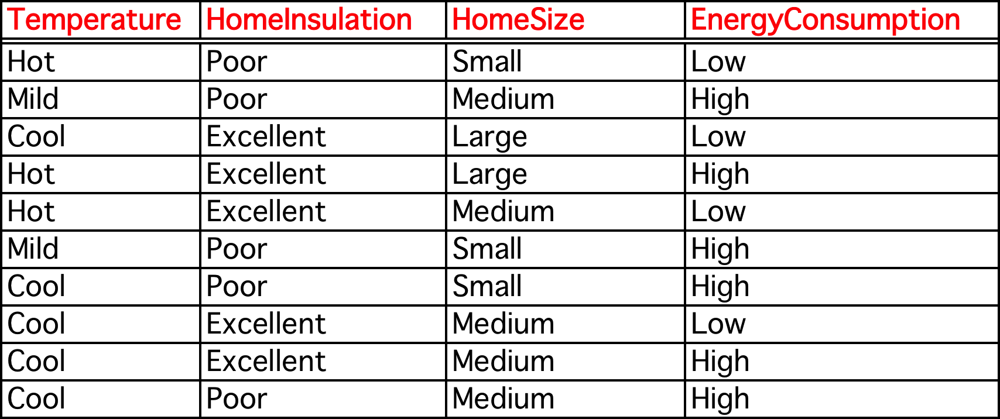 Temperature HomeInsulation HomeSize EnergyConsumption
Hot Poor Small Low
Mild Poor Medium High
Cool Excellent Large Low
Hot Excellent Large High
Hot Excellent Medium Low
Mild Poor Small High
Cool Poor Small High
Cool Excellent Medium Low
Cool Excellent Medium High
Cool Poor Medium High